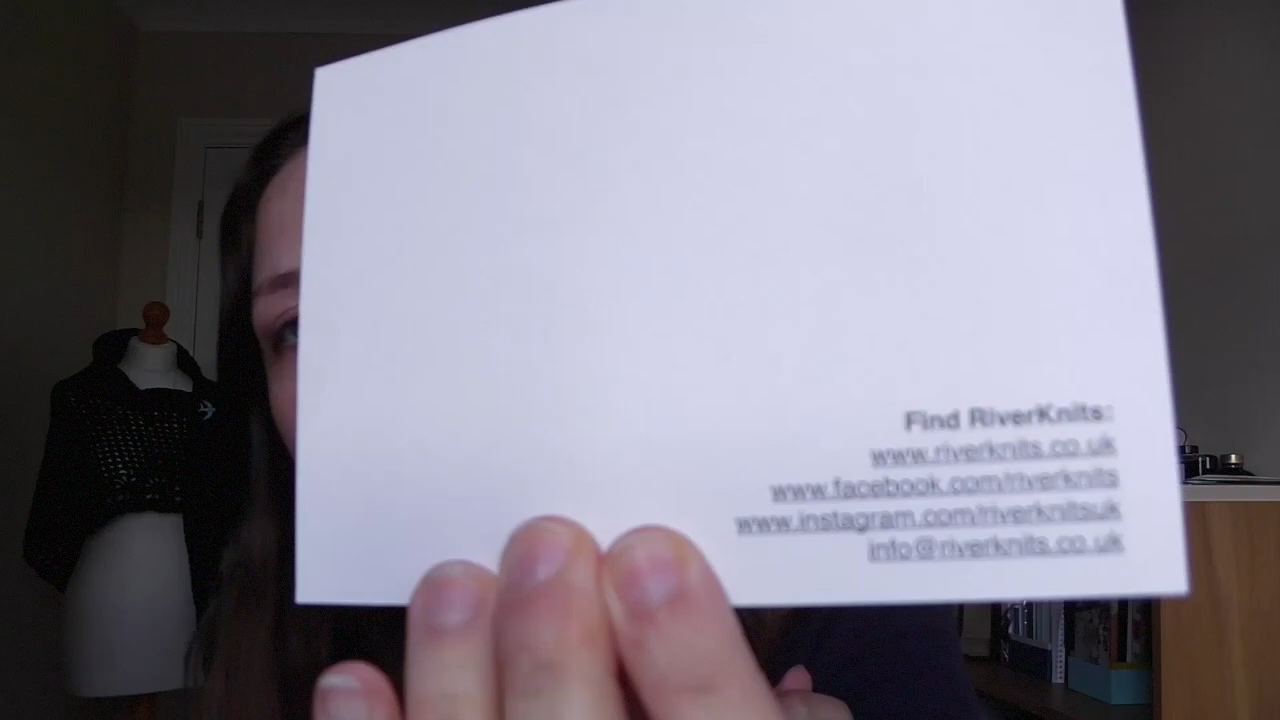 Find RiverKnits:
www.riverknits.co.uk
www.facebook.com/riverknits
www.instagram.com/riverknitsuk
info@riverknits.co.uk